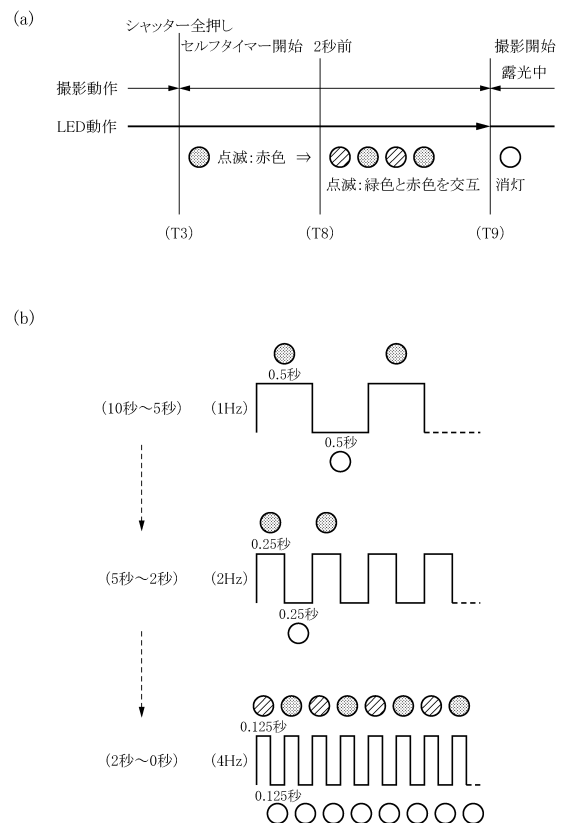 (a)
シャッター全押し
セルフタイマー開始 2秒前 撮影開始
撮影動作 露光中
LED動作
点滅:赤色 ⇒
点滅:緑色と赤色を交互 消灯
(T3) (T8) (T9)
(b)
0.5秒
(10秒～5秒) (1Hz)
0.5秒
0.25秒
(5秒～2秒) (2Hz)
0.25秒
0.125秒
(2秒～0秒) (4Hz)
0.125秒